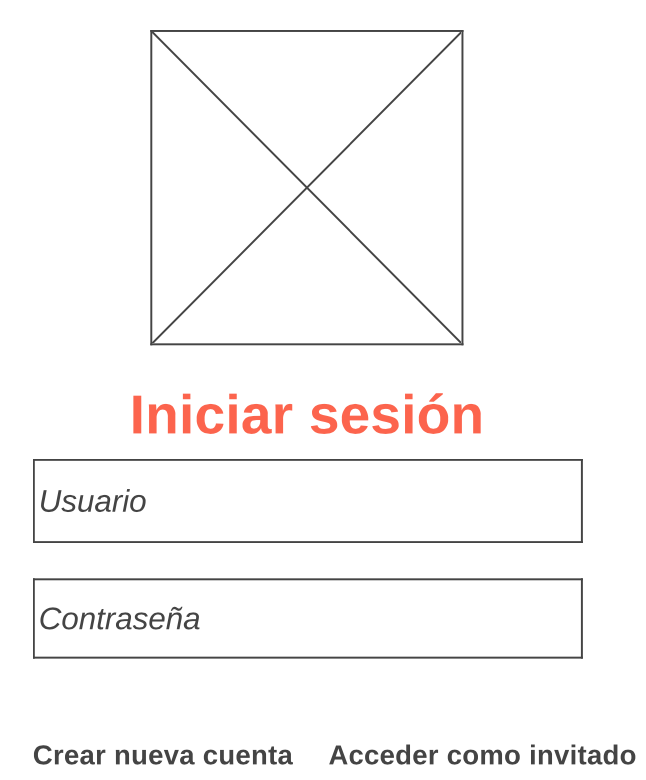 Iniciar sesión
Usuario
Contraseña
Crear nueva cuenta Acceder como invitado